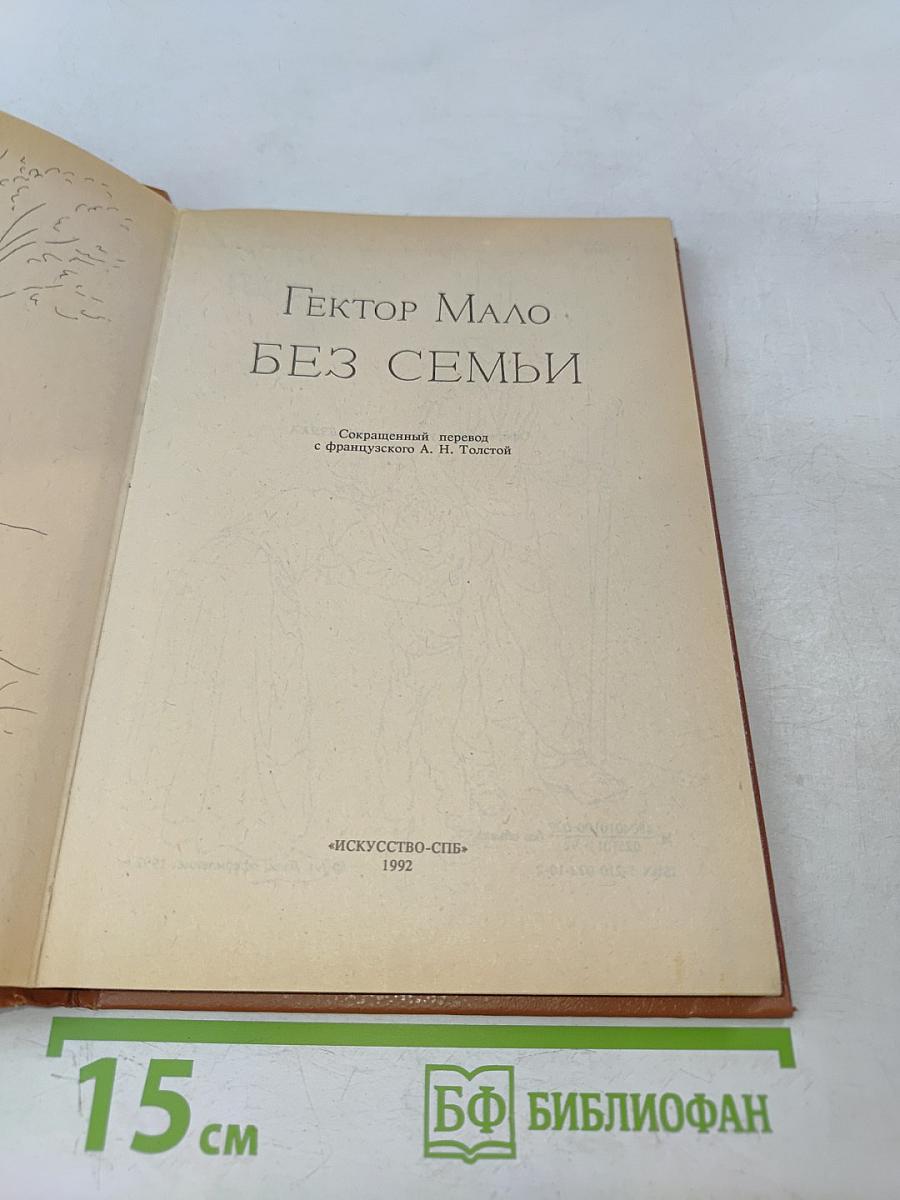 Гектор Мало
БЕЗ СЕМЬИ
Сокращенный перевод
с французского А. Н. Толстой
«ИСКУССТВО-СПБ»
1992
15 см
БФ БИБЛИОФАН